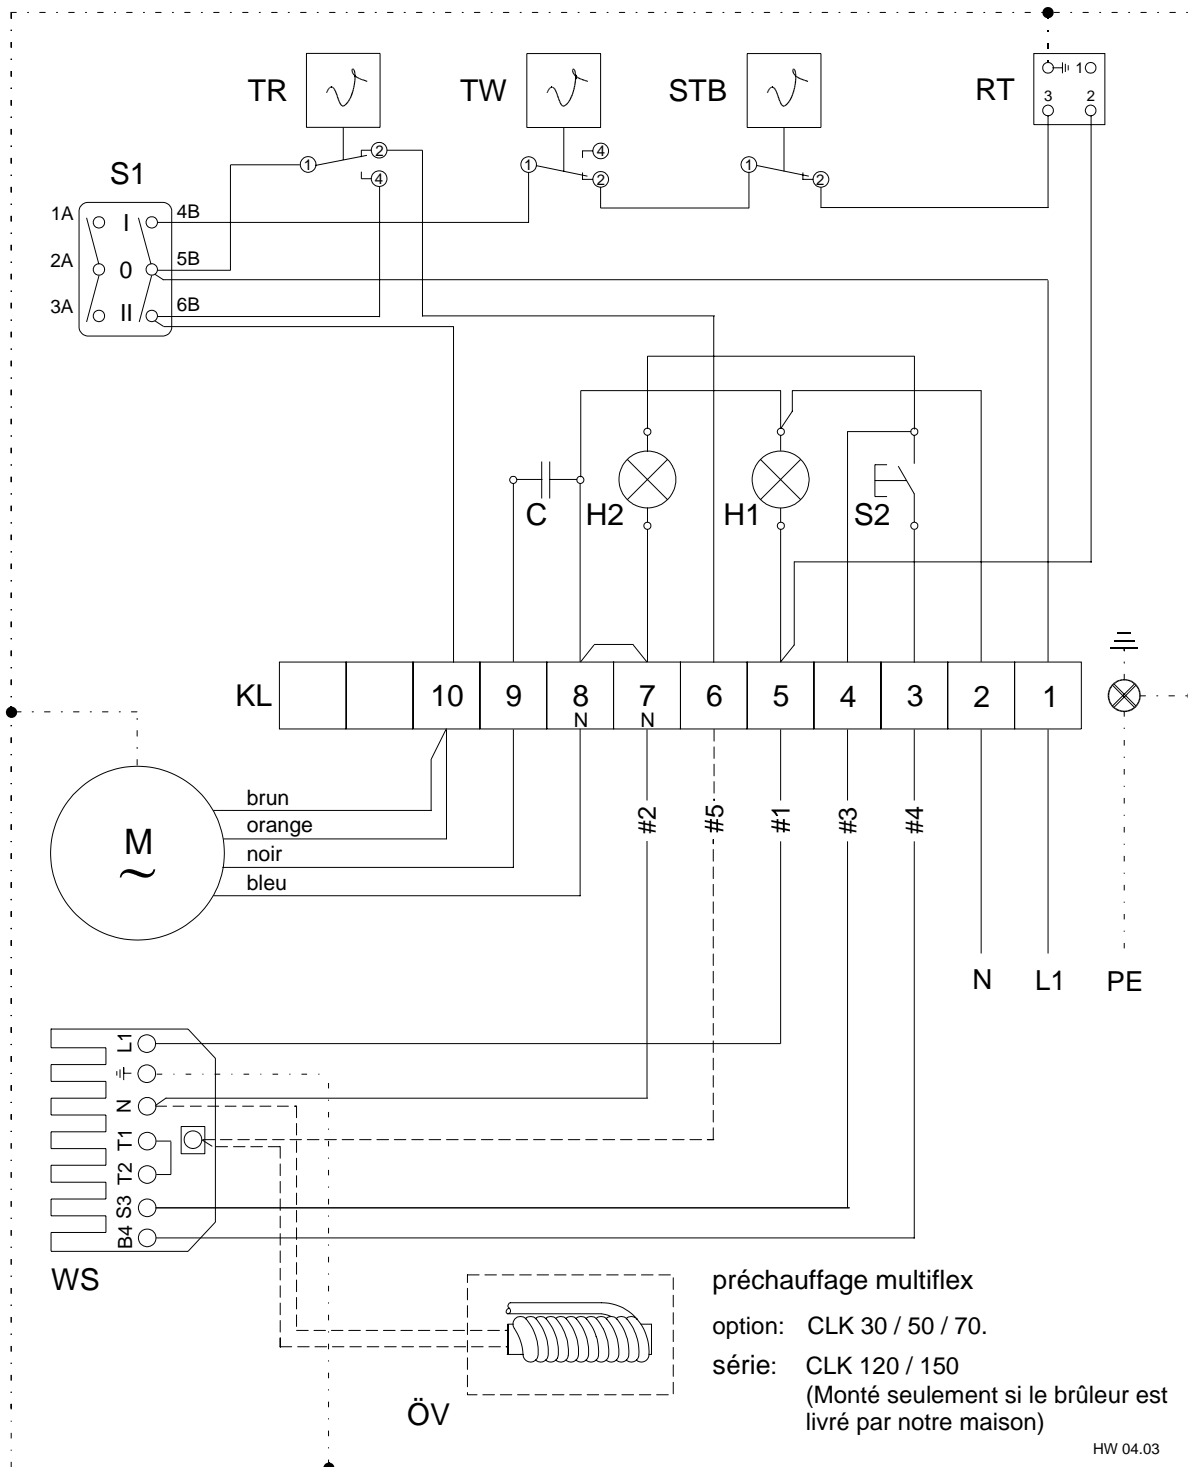 TR
TW
STB
RT
1
3 2
1
2
4
1
4
2
1
2
S1
1A I 4B
2A 0 5B
3A II 6B
C H2 H1 S2
KL 10 9 8 7 6 5 4 3 2 1
N N
M
~
brun
orange
noir
bleu
#2 #5 #1 #3 #4
N L1 PE
L1
N
T1
T2
S3
B4
WS
ÖV
préchauffage multiflex
option: CLK 30 / 50 / 70.
série: CLK 120 / 150
(Monté seulement si le brûleur est
livré par notre maison)
HW 04.03